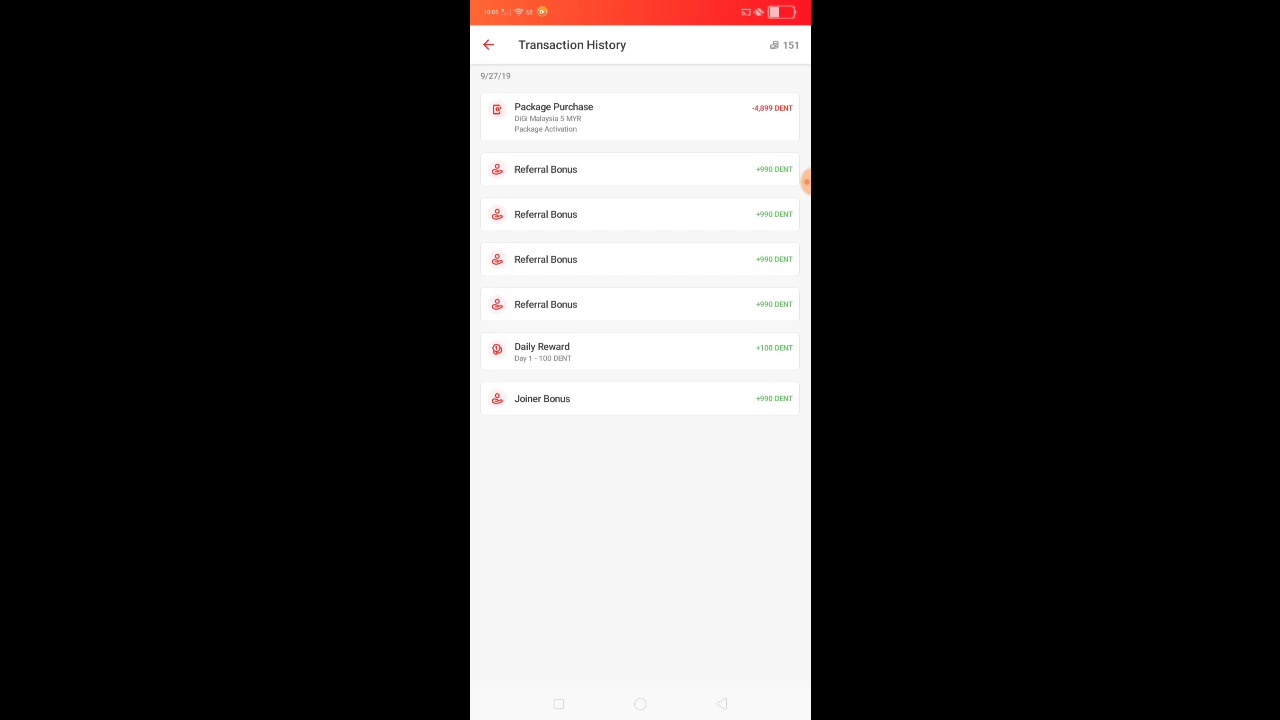 10:05
Transaction History
151
9/27/19
Package Purchase
-4,899 DENT
DiGi Malaysia 5 MYR
Package Activation
Referral Bonus
+990 DENT
Referral Bonus
+990 DENT
Referral Bonus
+990 DENT
Referral Bonus
+990 DENT
Daily Reward
+100 DENT
Day 1 - 100 DENT
Joiner Bonus
+990 DENT